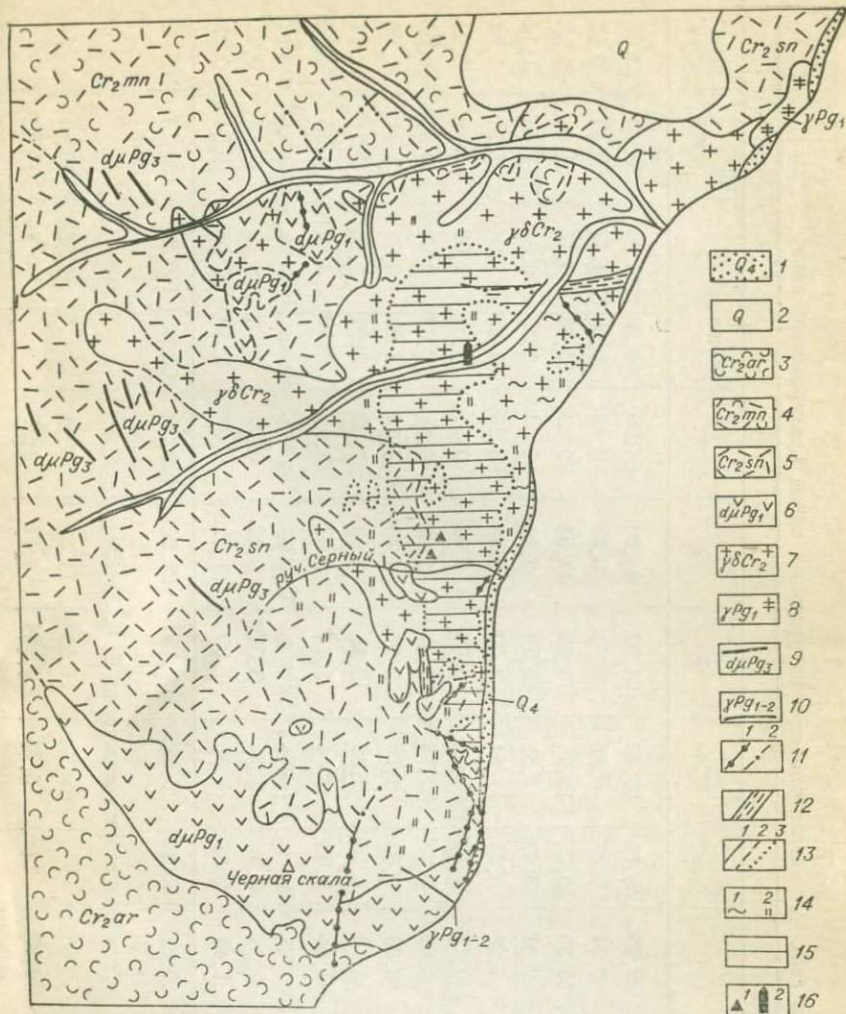 Q
Cr₂sn
Cr₂mn
γPg₁
dμPg₃
dμPg₁
γδCr₂
dμPg₁
γδCr₂
dμPg₃
dμPg₃
Cr₂sn
руч. Серный
dμPg₃
Q₄
dμPg₁
Черная скала
Cr₂ar
γPg₁₋₂
Q₄ 1
Q 2
Cr₂ar 3
Cr₂mn 4
Cr₂sn 5
dμPg₁ 6
γδCr₂ 7
γPg₁ 8
dμPg₃ 9
γPg₁₋₂ 10
1 2 11
12
1 2 3 13
1 2 14
15
1 2 16